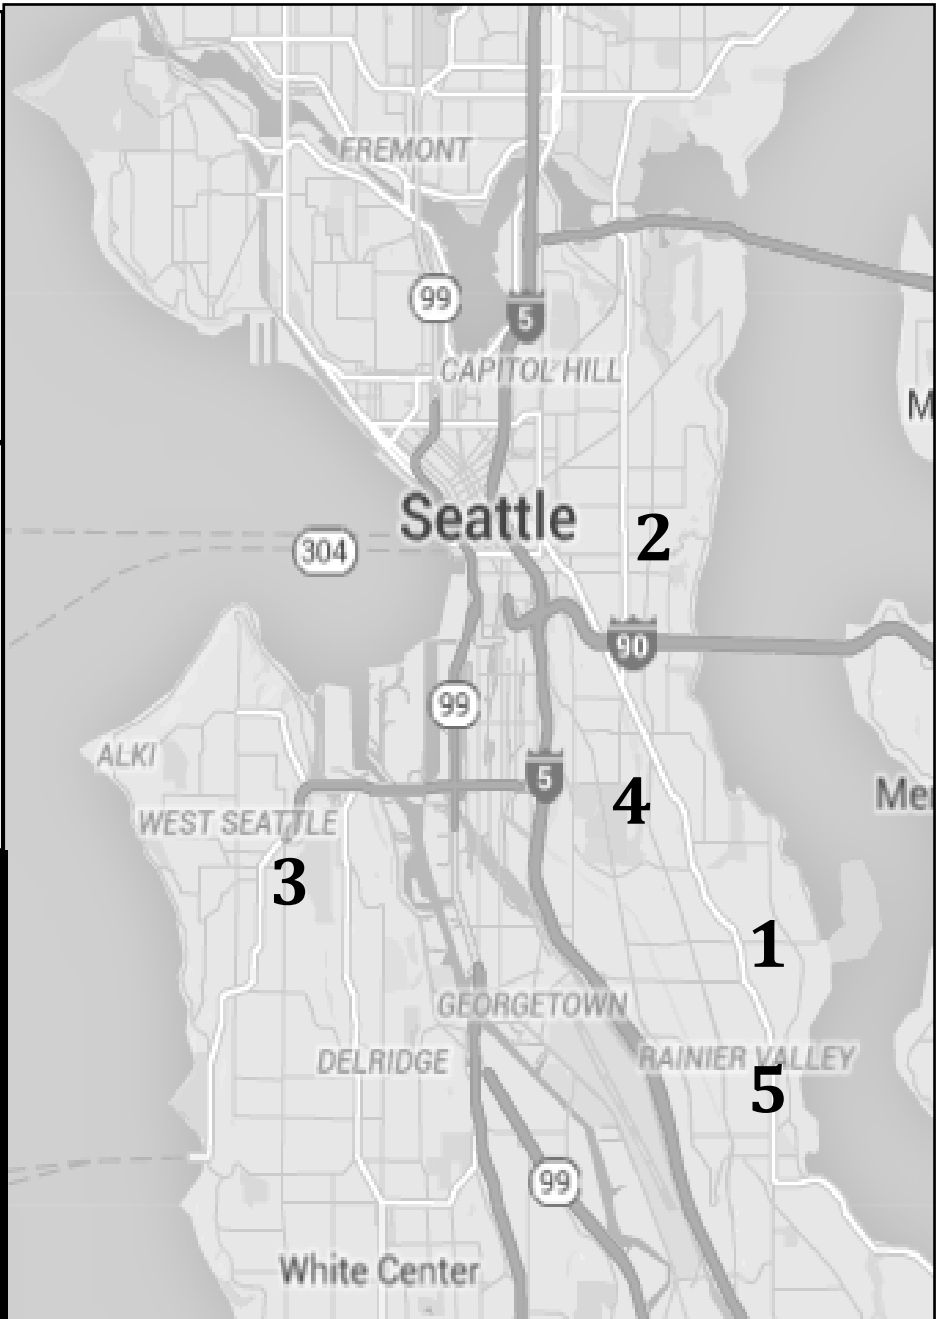 FREMONT
99
5
CAPITOL HILL
M
Seattle
2
304
90
99
ALKI
5
Mer
4
WEST SEATTLE
3
1
GEORGETOWN
DELRIDGE
RAINIER VALLEY
5
99
White Center